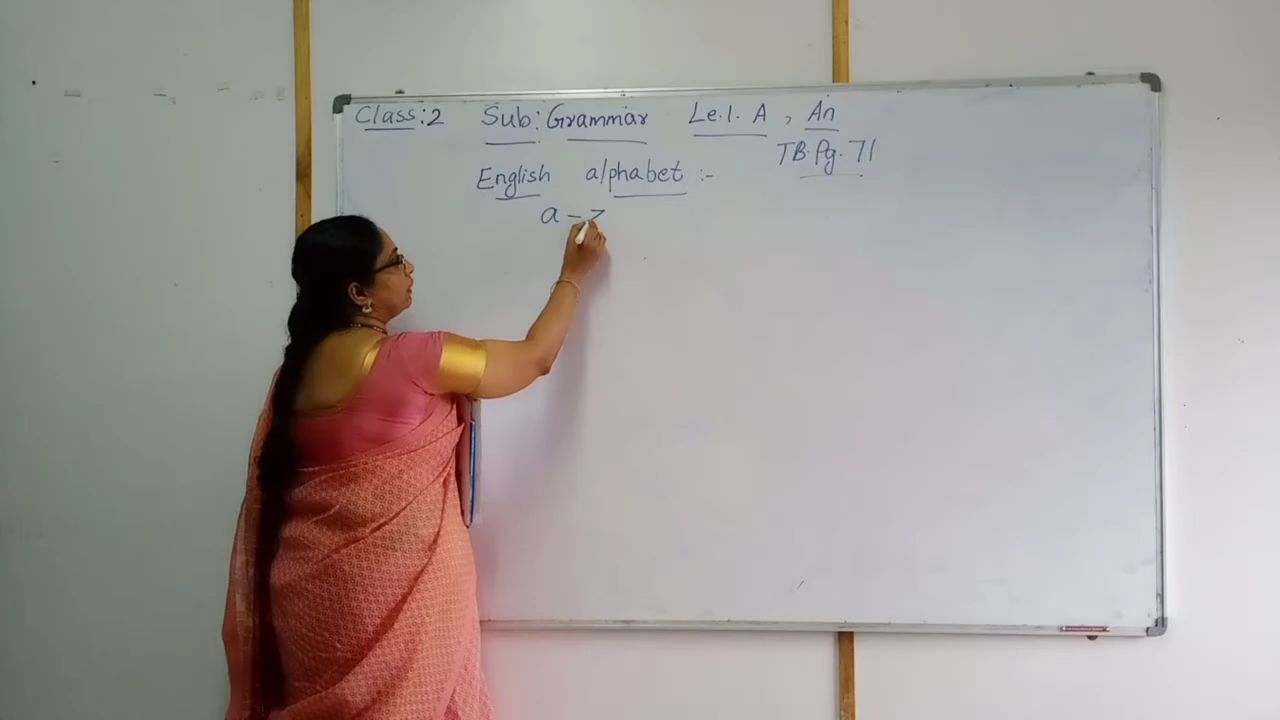 Class:2 Sub: Grammar Le.1. A, An
TB.Pg.71
English alphabet :-
a - z